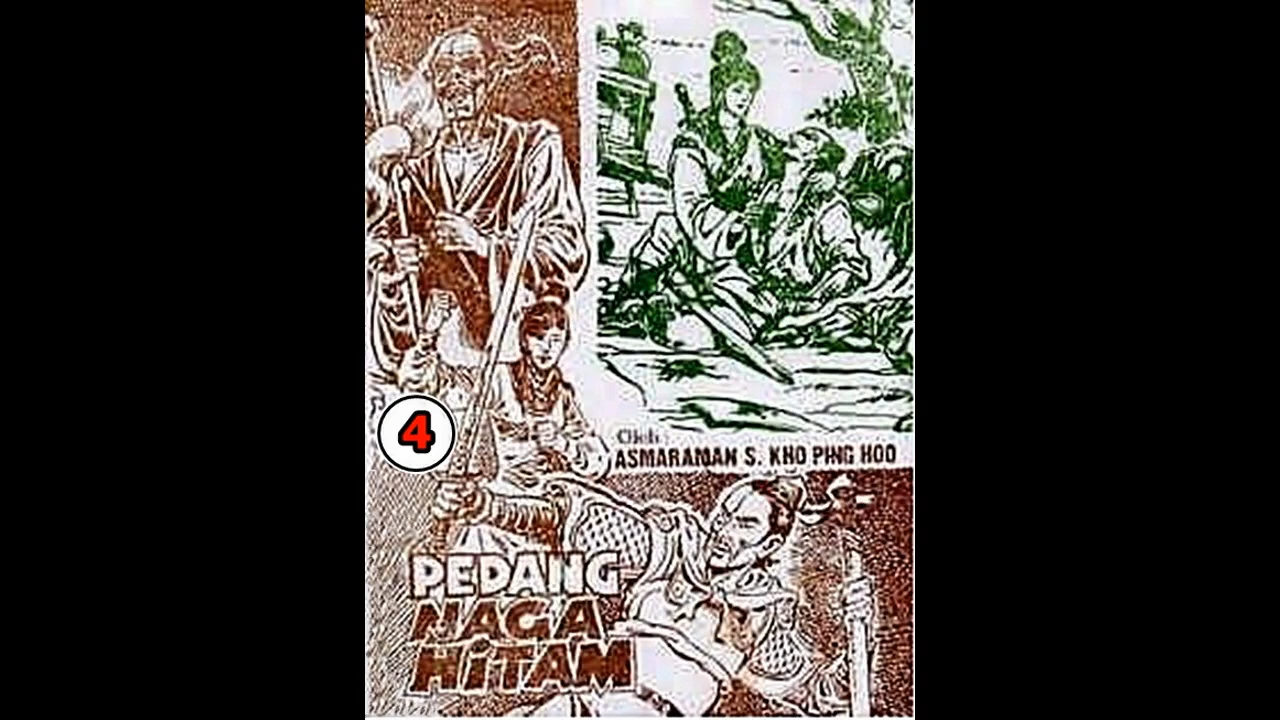 4
Oleh :
ASMARAMAN S. KHO PING HOO
PEDANG
NAGA
HITAM